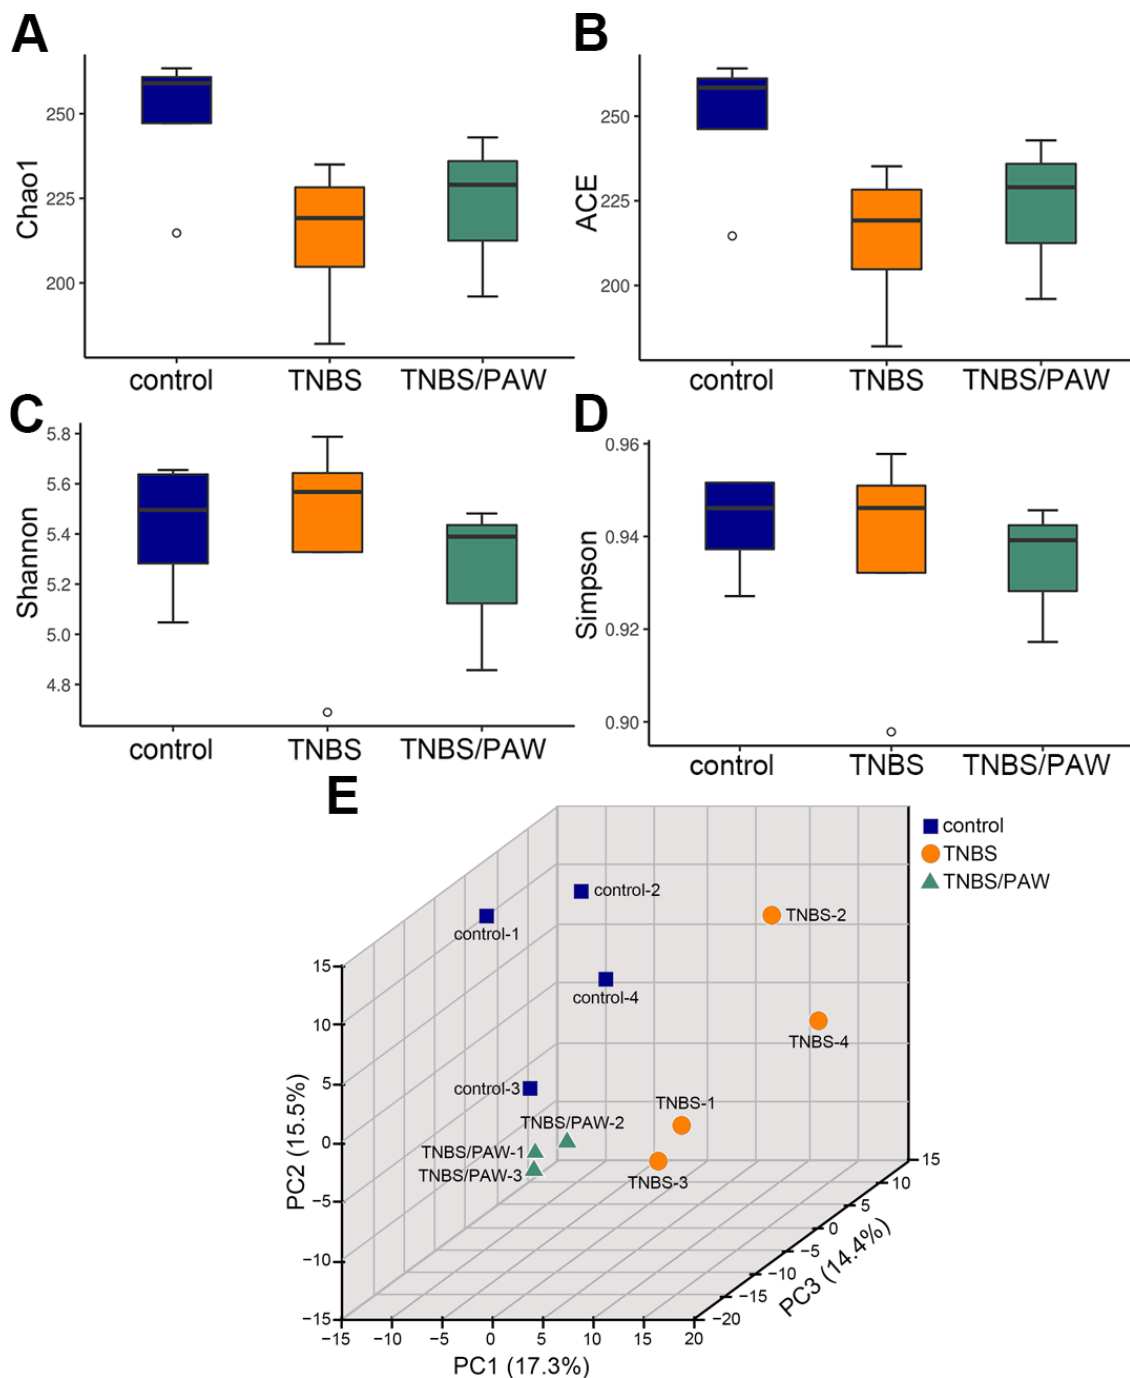 A
Chao1
250
225
200
control
TNBS
TNBS/PAW
B
ACE
250
225
200
control
TNBS
TNBS/PAW
C
Shannon
5.8
5.6
5.4
5.2
5.0
4.8
control
TNBS
TNBS/PAW
D
Simpson
0.96
0.94
0.92
0.90
control
TNBS
TNBS/PAW
E
control
TNBS
TNBS/PAW
control-2
control-1
TNBS-2
control-4
TNBS-4
control-3
TNBS-1
TNBS/PAW-2
TNBS/PAW-1
TNBS/PAW-3
TNBS-3
PC2 (15.5%)
15
10
5
0
−5
−10
−15
−15
−10
−5
0
5
10
15
20
PC1 (17.3%)
15
10
5
0
−5
−10
−15
−20
PC3 (14.4%)